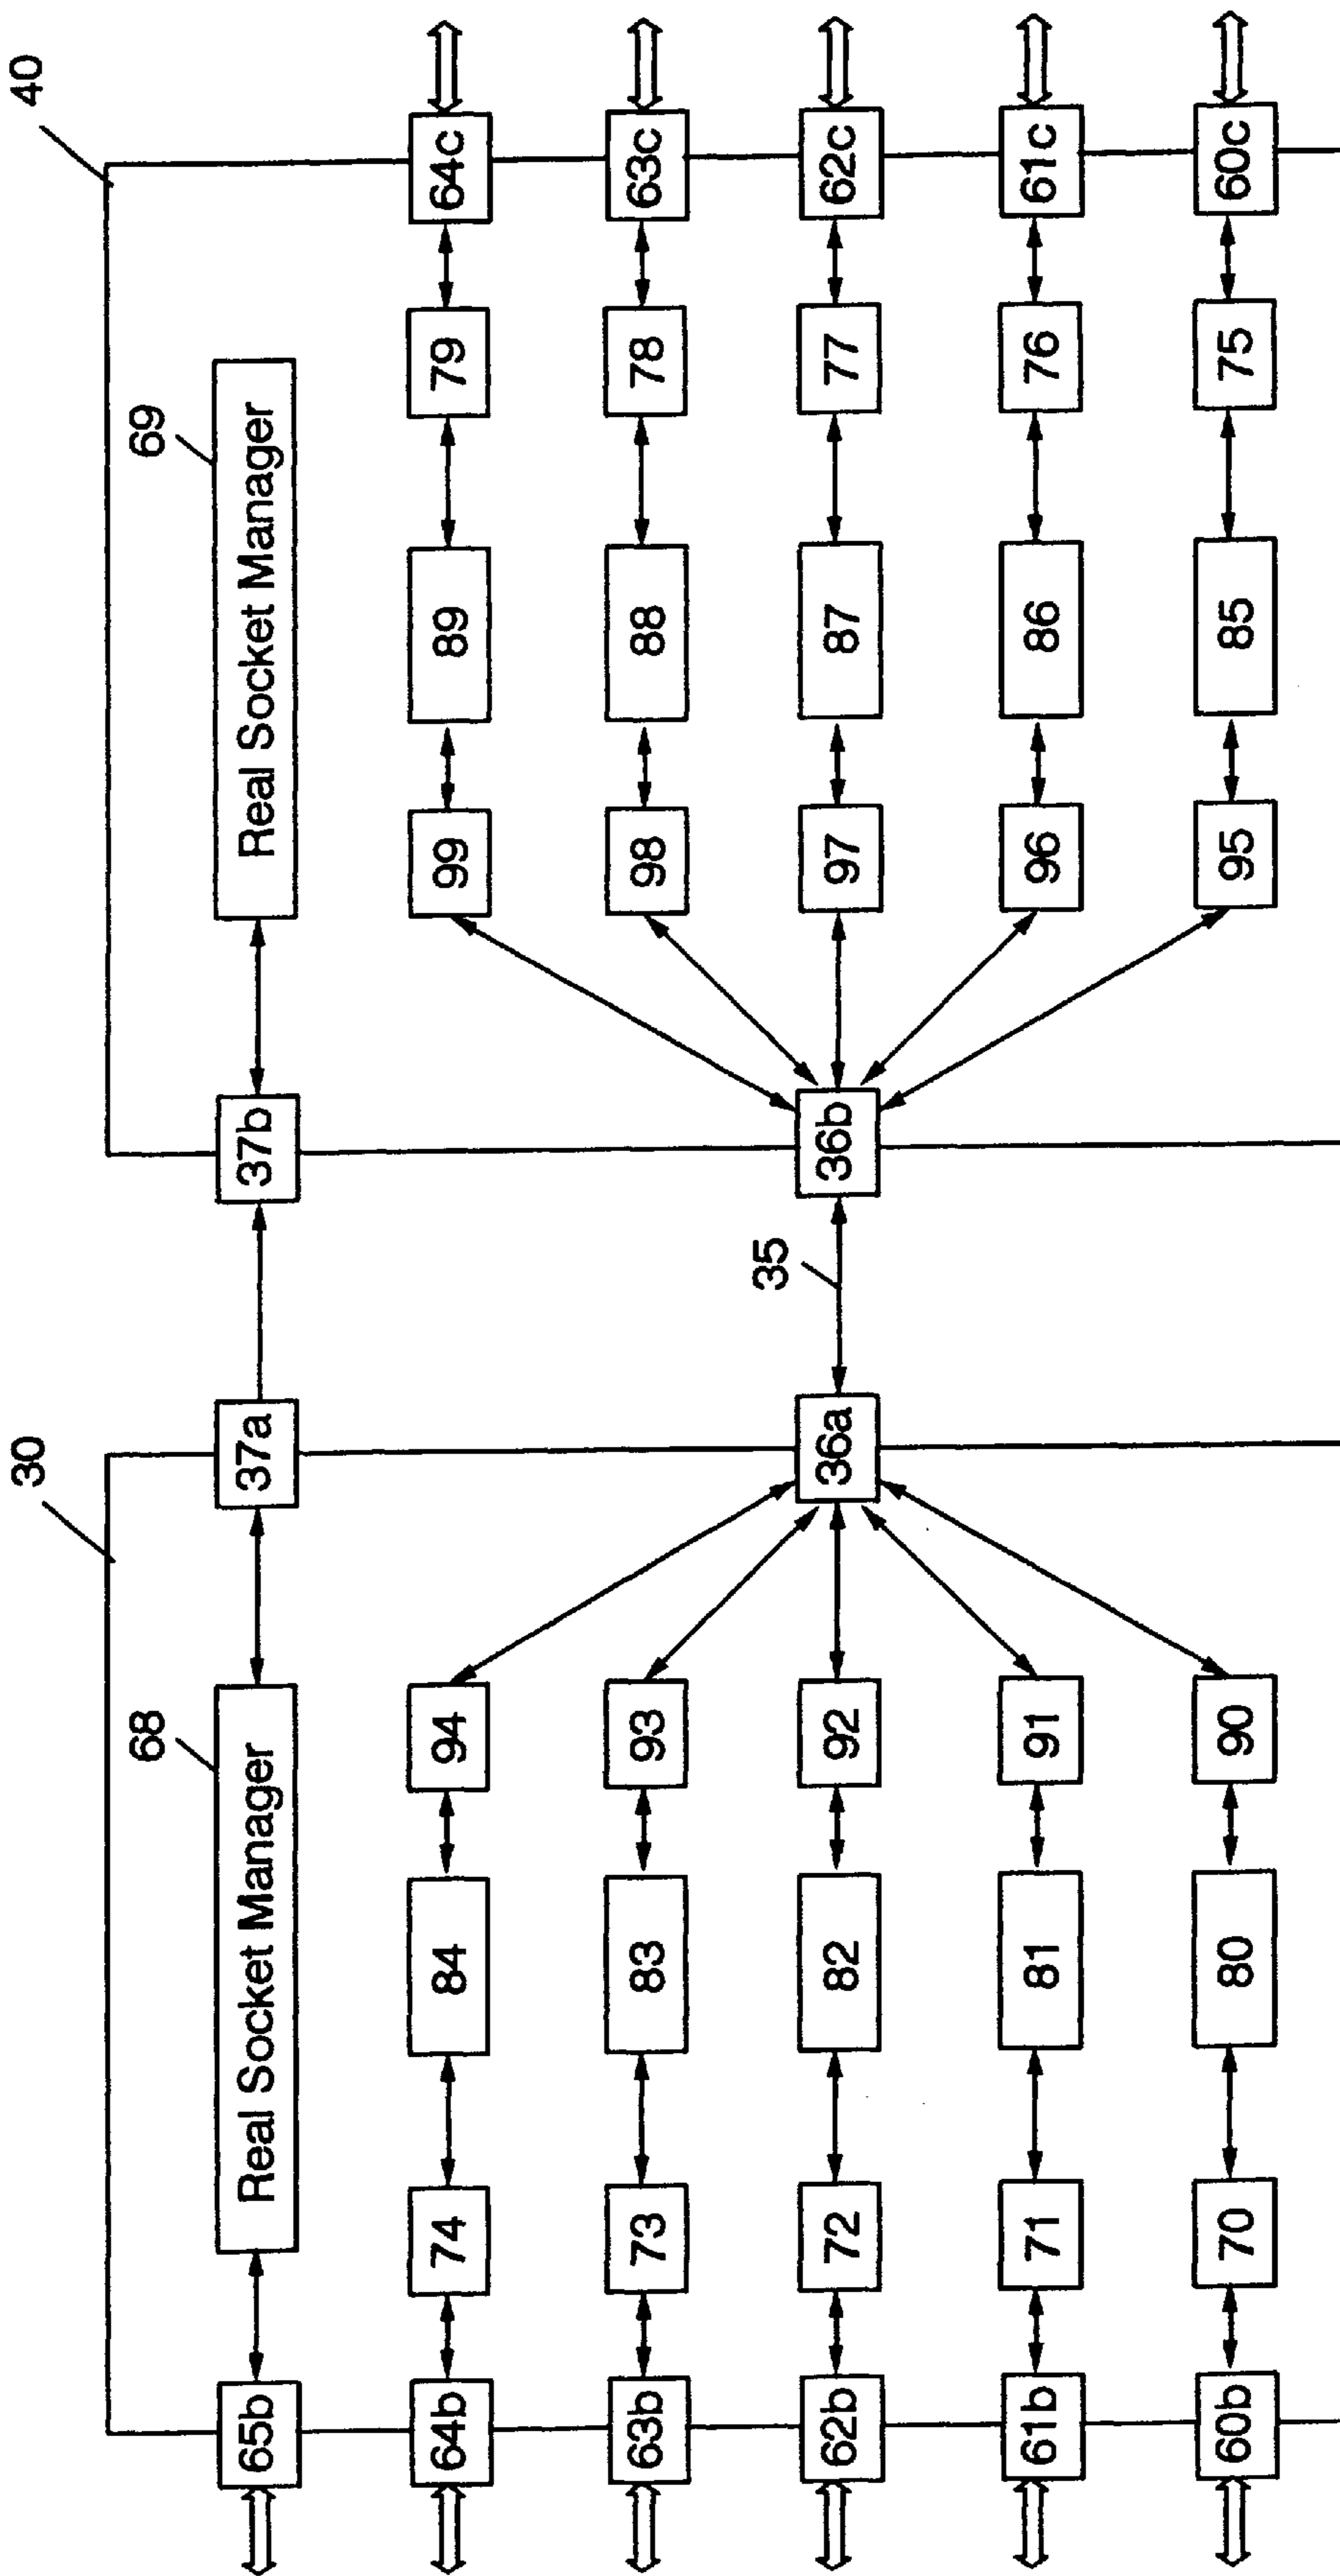 30
40
68
69
65b
Real Socket Manager
37a
37b
Real Socket Manager
64b
74
84
94
99
89
79
64c
63b
73
83
93
98
88
78
63c
35
62b
72
82
92
36a
36b
97
87
77
62c
61b
71
81
91
96
86
76
61c
60b
70
80
90
95
85
75
60c